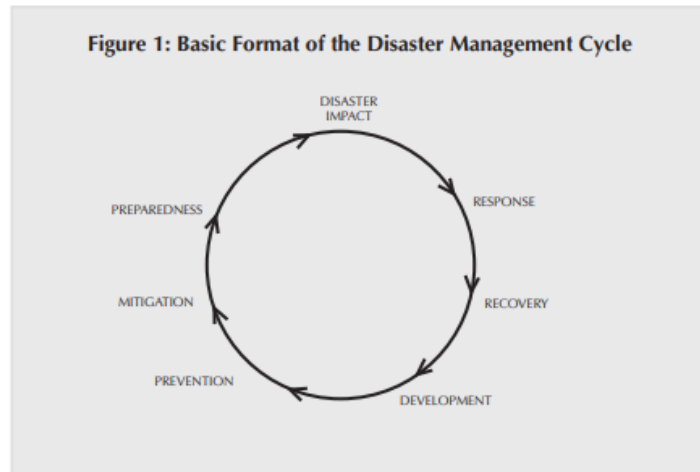 Figure 1: Basic Format of the Disaster Management Cycle
DISASTER
IMPACT
RESPONSE
RECOVERY
DEVELOPMENT
PREVENTION
MITIGATION
PREPAREDNESS